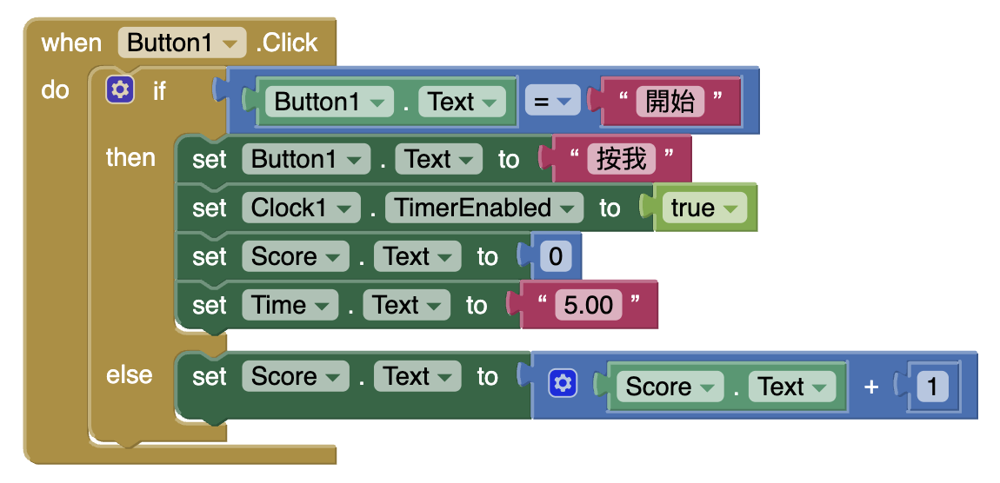 when Button1 .Click
do if Button1 . Text = “ 開始 ”
then set Button1 . Text to “ 按我 ”
set Clock1 . TimerEnabled to true
set Score . Text to 0
set Time . Text to “ 5.00 ”
else set Score . Text to Score . Text + 1